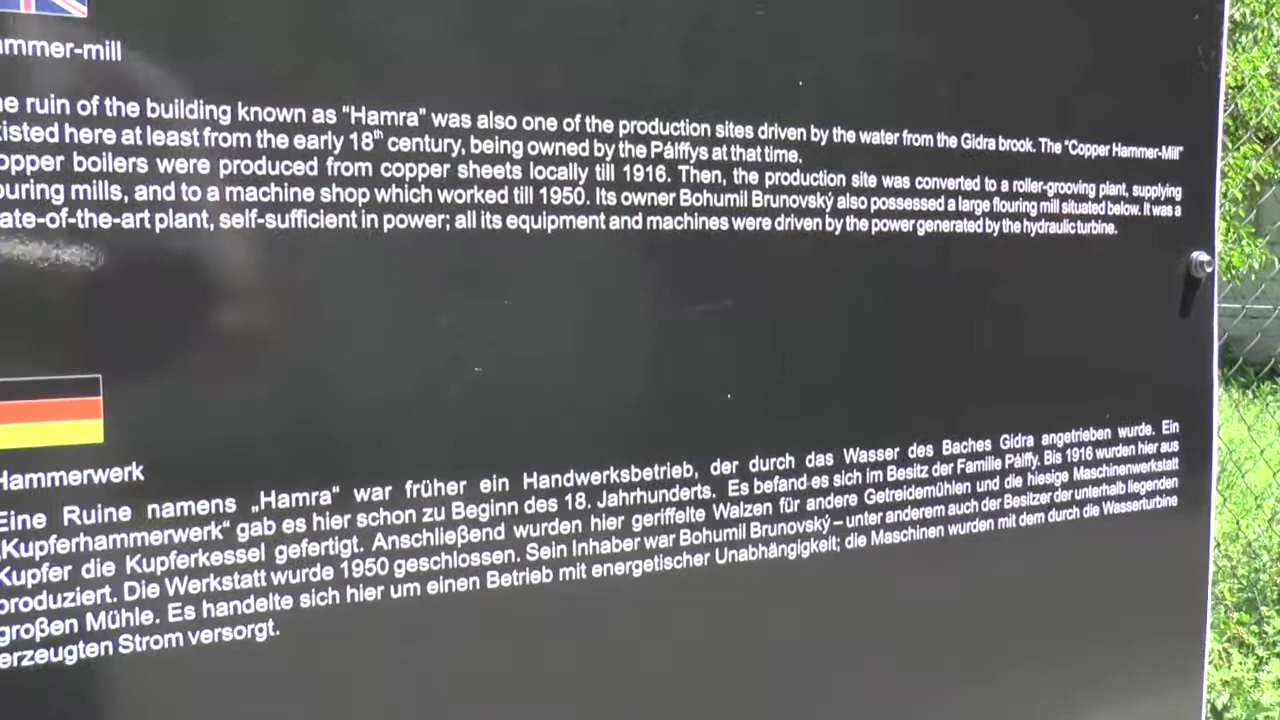 ammer-mill
he ruin of the building known as “Hamra” was also one of the production sites driven by the water from the Gidra brook. The “Copper Hammer-Mill”
xisted here at least from the early 18th century, being owned by the Pálffys at that time.
opper boilers were produced from copper sheets locally till 1916. Then, the production site was converted to a roller-grooving plant, supplying
ouring mills, and to a machine shop which worked till 1950. Its owner Bohumil Brunovský also possessed a large flouring mill situated below. It was a
ate-of-the-art plant, self-sufficient in power; all its equipment and machines were driven by the power generated by the hydraulic turbine.
Hammerwerk
Eine Ruine namens „Hamra“ war früher ein Handwerksbetrieb, der durch das Wasser des Baches Gidra angetrieben wurde. Ein
„Kupferhammerwerk“ gab es hier schon zu Beginn des 18. Jahrhunderts. Es befand es sich im Besitz der Familie Pálffy. Bis 1916 wurden hier aus
Kupfer die Kupferkessel gefertigt. Anschließend wurden hier geriffelte Walzen für andere Getreidemühlen und die hiesige Maschinenwerkstatt
produziert. Die Werkstatt wurde 1950 geschlossen. Sein Inhaber war Bohumil Brunovský – unter anderem auch der Besitzer der unterhalb liegenden
großen Mühle. Es handelte sich hier um einen Betrieb mit energetischer Unabhängigkeit; die Maschinen wurden mit dem durch die Wasserturbine
erzeugten Strom versorgt.